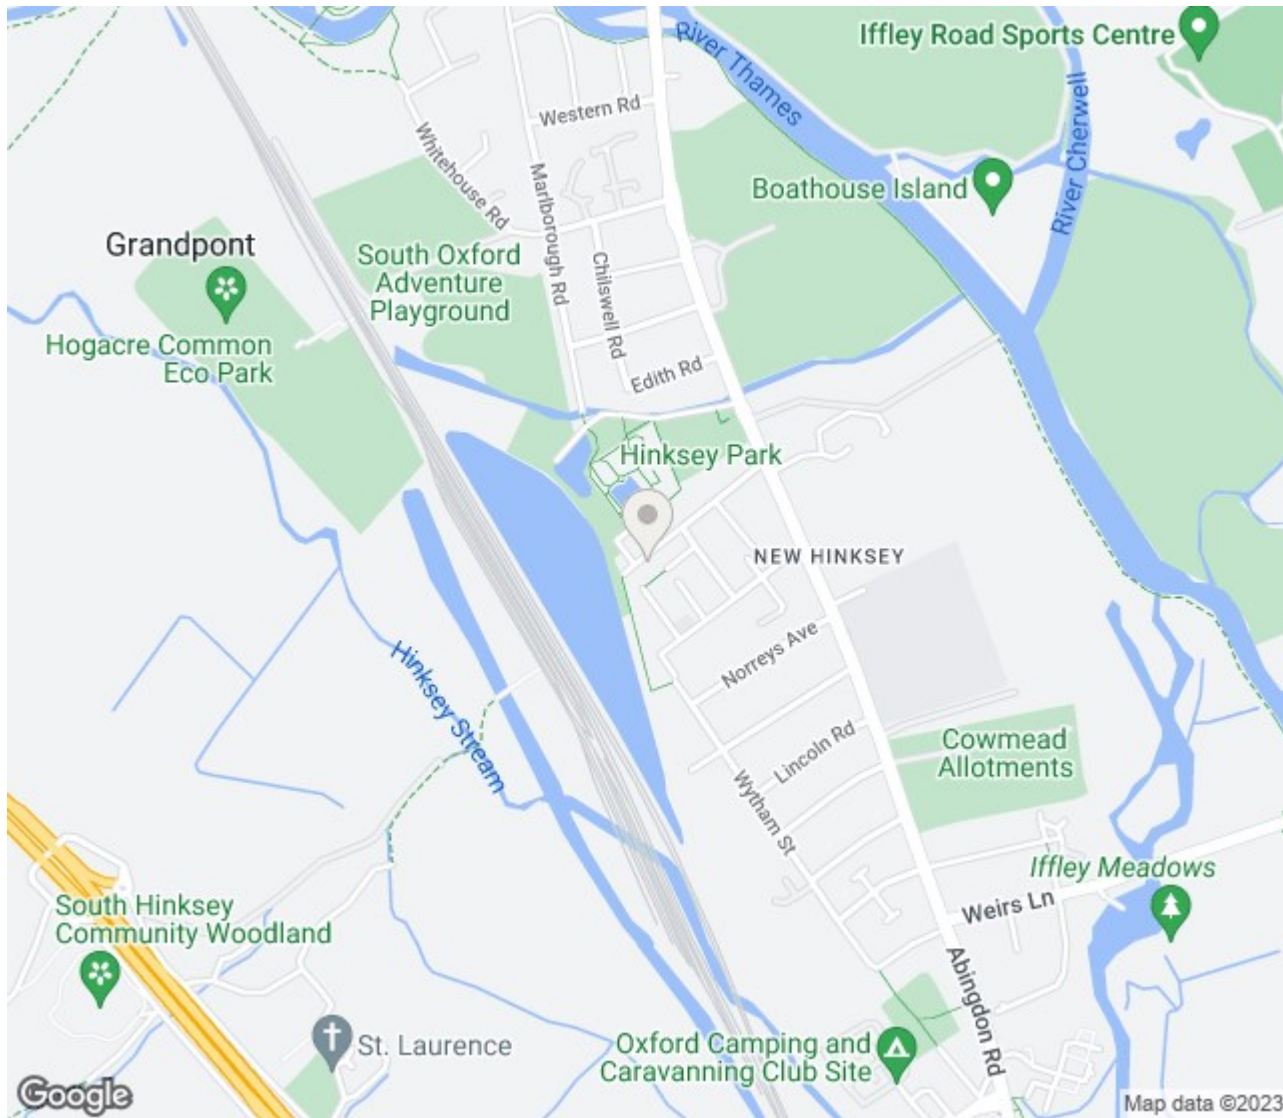 Iffley Road Sports Centre
River Thames
Western Rd
River Cherwell
Whitehouse Rd
Marlborough Rd
Boathouse Island
Grandpont
South Oxford
Adventure
Playground
Chilswell Rd
Hogacre Common
Eco Park
Edith Rd
Hinksey Park
NEW HINKSEY
Norreys Ave
Hinksey Stream
Lincoln Rd
Cowmead
Allotments
Wytham St
Iffley Meadows
South Hinksey
Community Woodland
Weirs Ln
Abingdon Rd
St. Laurence
Oxford Camping and
Caravanning Club Site
Google
Map data ©2023